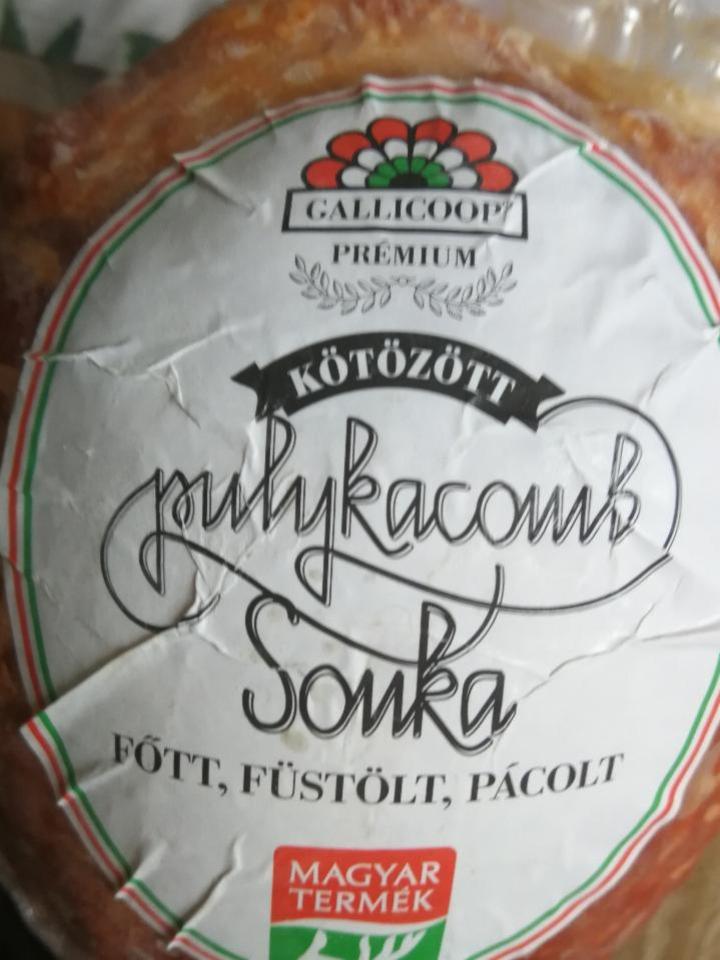 GALLICOOP
PRÉMIUM
KÖTÖZÖTT
pulykacomb
Sonka
FŐTT, FÜSTÖLT, PÁCOLT
MAGYAR
TERMÉK